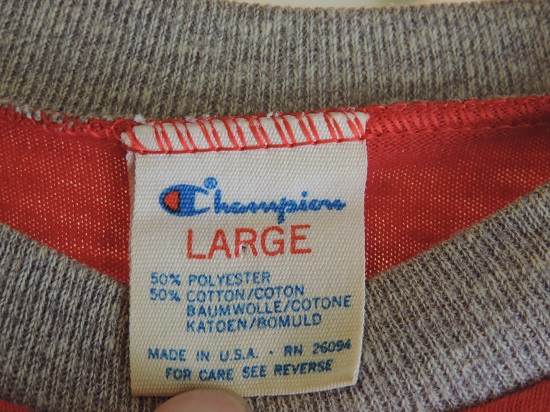 Champion®
LARGE
50% POLYESTER
50% COTTON/COTON
BAUMWOLLE/COTONE
KATOEN/BOMULD
MADE IN U.S.A. · RN 26094
FOR CARE SEE REVERSE